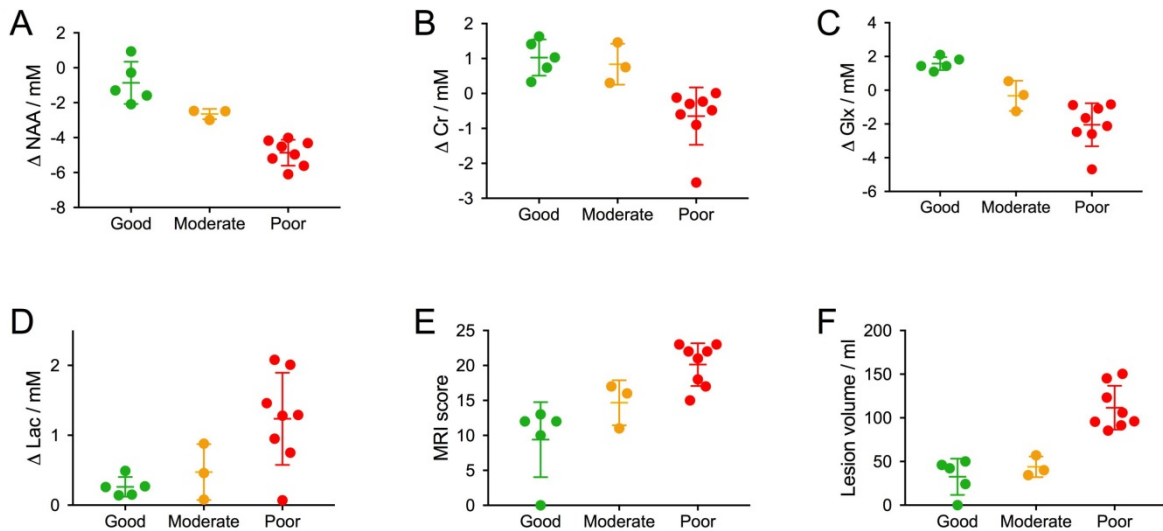 A
Δ NAA / mM
2
0
-2
-4
-6
-8
Good Moderate Poor
B
Δ Cr / mM
2
1
0
-1
-2
-3
Good Moderate Poor
C
Δ Glx / mM
4
2
0
-2
-4
-6
Good Moderate Poor
D
Δ Lac / mM
2
1
0
Good Moderate Poor
E
MRI score
25
20
15
10
5
0
Good Moderate Poor
F
Lesion volume / ml
200
150
100
50
0
Good Moderate Poor